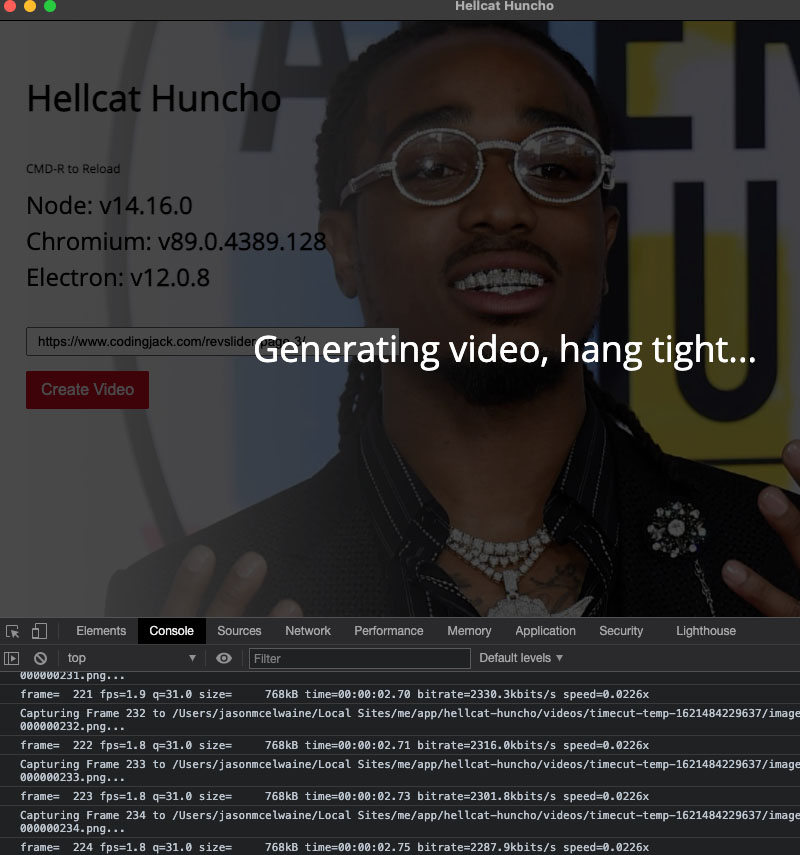 Hellcat Huncho
Hellcat Huncho
CMD-R to Reload
Node: v14.16.0
Chromium: v89.0.4389.128
Electron: v12.0.8
https://www.codingjack.com/revslider-page-3/
Generating video, hang tight...
Create Video
Elements Console Sources Network Performance Memory Application Security Lighthouse
top Filter Default levels
000000231.png...
frame= 221 fps=1.9 q=31.0 size= 768kB time=00:00:02.70 bitrate=2330.3kbits/s speed=0.0226x
Capturing Frame 232 to /Users/jasonmcelwaine/Local Sites/me/app/hellcat-huncho/videos/timecut-temp-1621484229637/image
000000232.png...
frame= 222 fps=1.8 q=31.0 size= 768kB time=00:00:02.71 bitrate=2316.0kbits/s speed=0.0226x
Capturing Frame 233 to /Users/jasonmcelwaine/Local Sites/me/app/hellcat-huncho/videos/timecut-temp-1621484229637/image
000000233.png...
frame= 223 fps=1.8 q=31.0 size= 768kB time=00:00:02.73 bitrate=2301.8kbits/s speed=0.0226x
Capturing Frame 234 to /Users/jasonmcelwaine/Local Sites/me/app/hellcat-huncho/videos/timecut-temp-1621484229637/image
000000234.png...
frame= 224 fps=1.8 q=31.0 size= 768kB time=00:00:02.75 bitrate=2287.9kbits/s speed=0.0226x